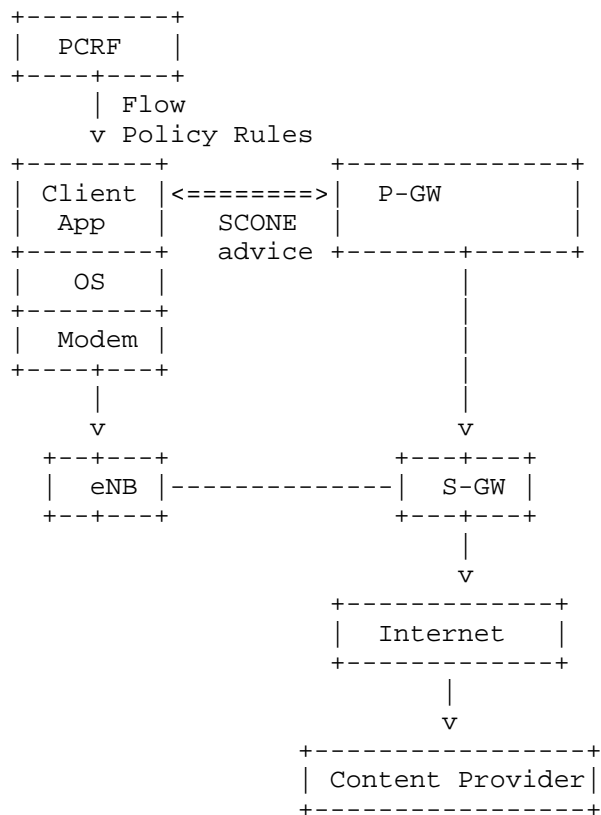 PCRF
Flow
v Policy Rules
Client <========> P-GW
App SCONE
advice
OS
Modem
v v
eNB S-GW
v
Internet
v
Content Provider